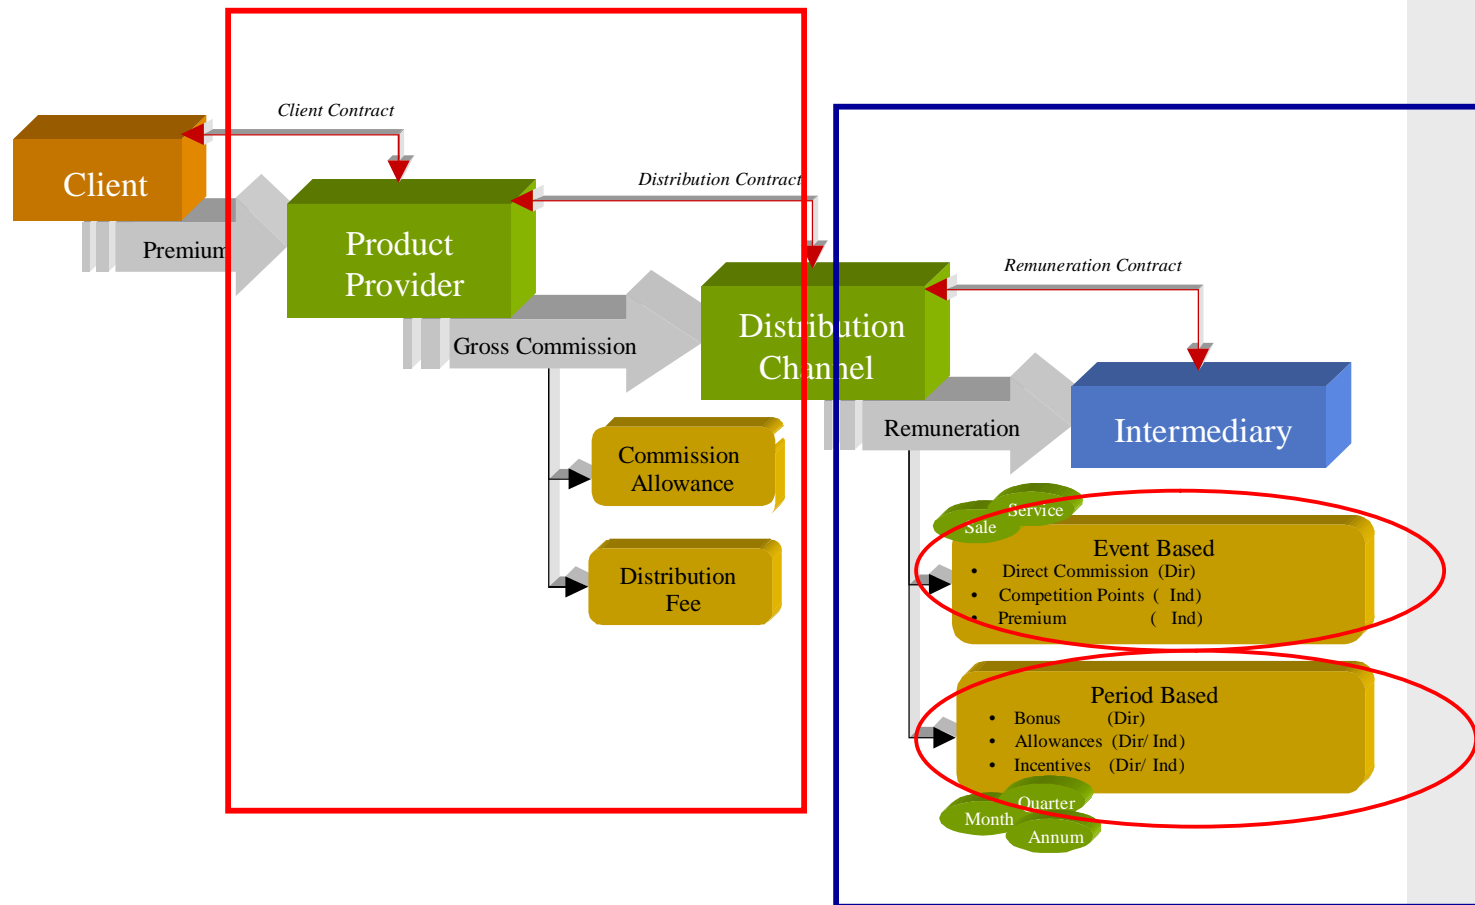 Client Contract
Client
Distribution Contract
Premium
Product
Provider
Remuneration Contract
Gross Commission
Distribution
Channel
Remuneration
Intermediary
Commission
Allowance
Distribution
Fee
Service
Sale
Event Based
• Direct Commission (Dir)
• Competition Points ( Ind)
• Premium ( Ind)
Period Based
• Bonus (Dir)
• Allowances (Dir/ Ind)
• Incentives (Dir/ Ind)
Quarter
Month
Annum